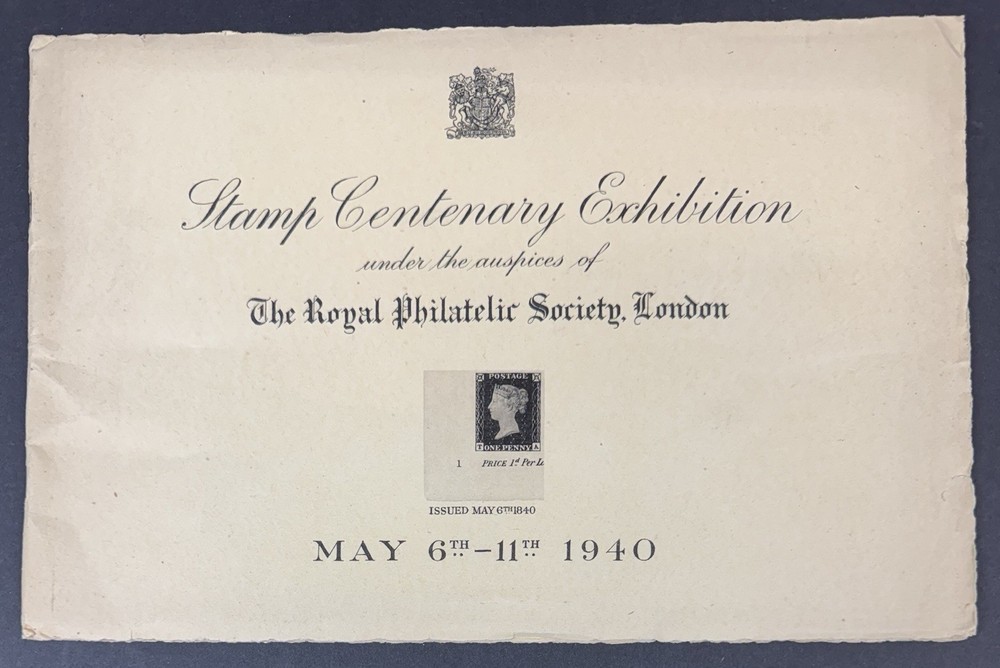 Stamp Centenary Exhibition
under the auspices of
The Royal Philatelic Society, London
POSTAGE
T ONE PENNY A
1 PRICE 1d Per La
ISSUED MAY 6TH 1840
MAY 6TH–11TH 1940